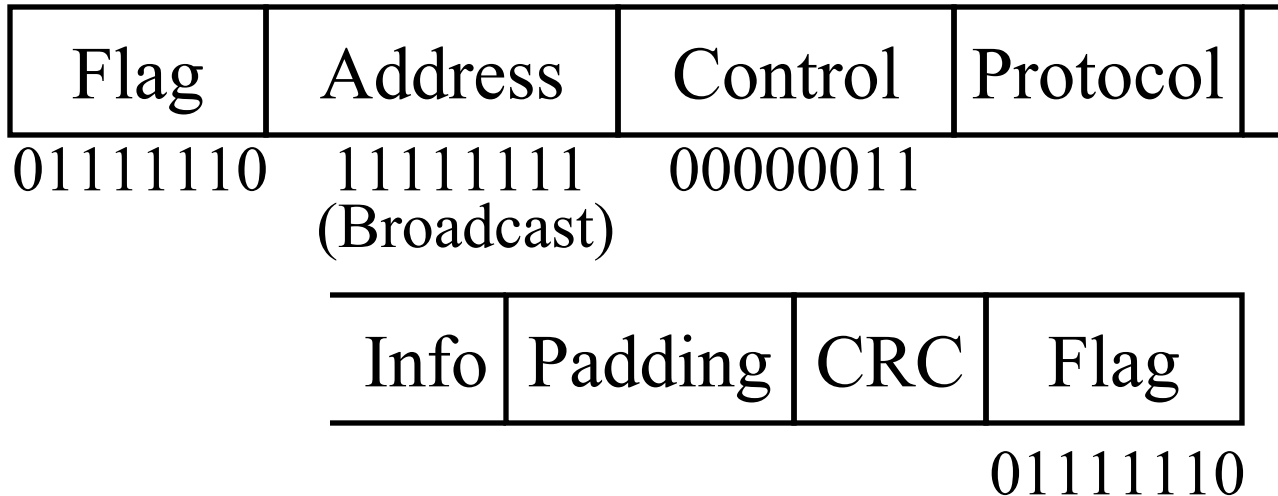 Flag Address Control Protocol
01111110 11111111 00000011
(Broadcast)
Info Padding CRC Flag
01111110